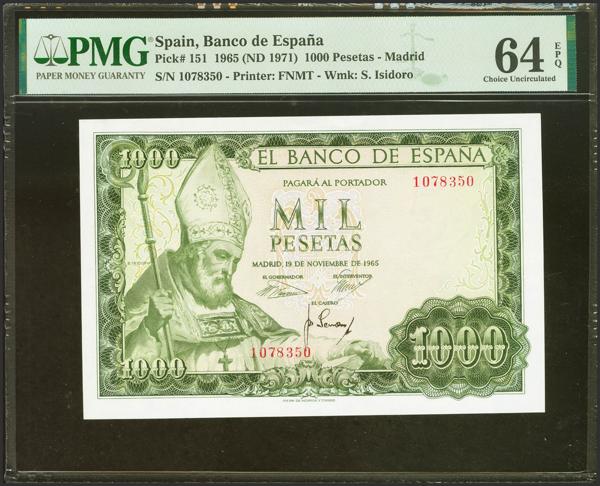 PMG
PAPER MONEY GUARANTY
Spain, Banco de España
Pick# 151 1965 (ND 1971) 1000 Pesetas - Madrid
S/N 1078350 - Printer: FNMT - Wmk: S. Isidoro
64 EPQ
Choice Uncirculated
1000
EL BANCO DE ESPAÑA
PAGARÁ AL PORTADOR
1078350
MIL
PESETAS
MADRID, 19 DE NOVIEMBRE DE 1965
EL GOBERNADOR
EL INTERVENTOR
EL CAJERO
1078350
1000
1000